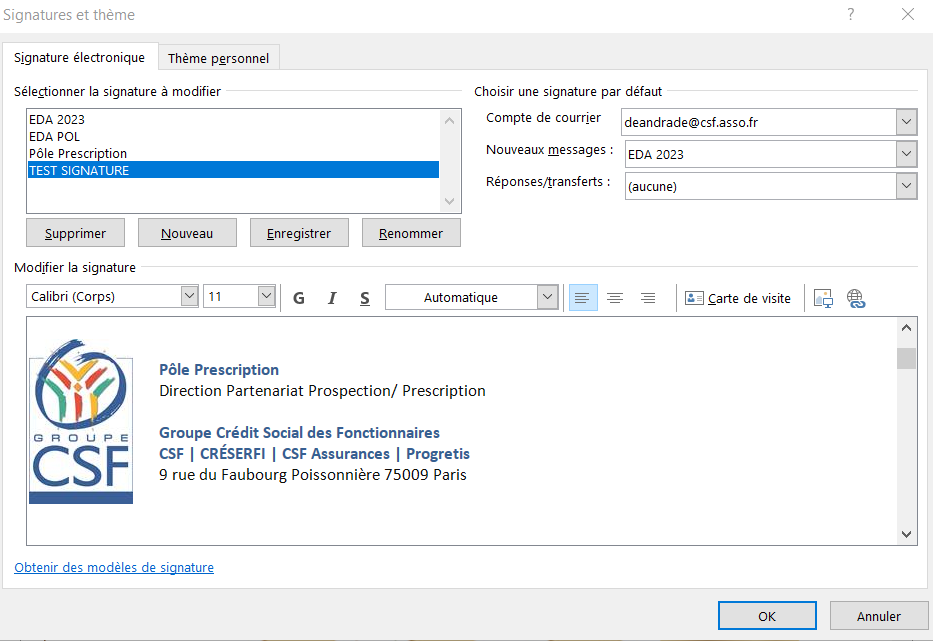 Signatures et thème
?
Signature électronique
Thème personnel
Sélectionner la signature à modifier
EDA 2023
EDA POL
Pôle Prescription
TEST SIGNATURE
Supprimer
Nouveau
Enregistrer
Renommer
Choisir une signature par défaut
Compte de courrier
deandrade@csf.asso.fr
Nouveaux messages :
EDA 2023
Réponses/transferts :
(aucune)
Modifier la signature
Calibri (Corps)
11
G
I
S
Automatique
Carte de visite
GROUPE
CSF
Pôle Prescription
Direction Partenariat Prospection/ Prescription
Groupe Crédit Social des Fonctionnaires
CSF | CRÉSERFI | CSF Assurances | Progretis
9 rue du Faubourg Poissonnière 75009 Paris
Obtenir des modèles de signature
OK
Annuler